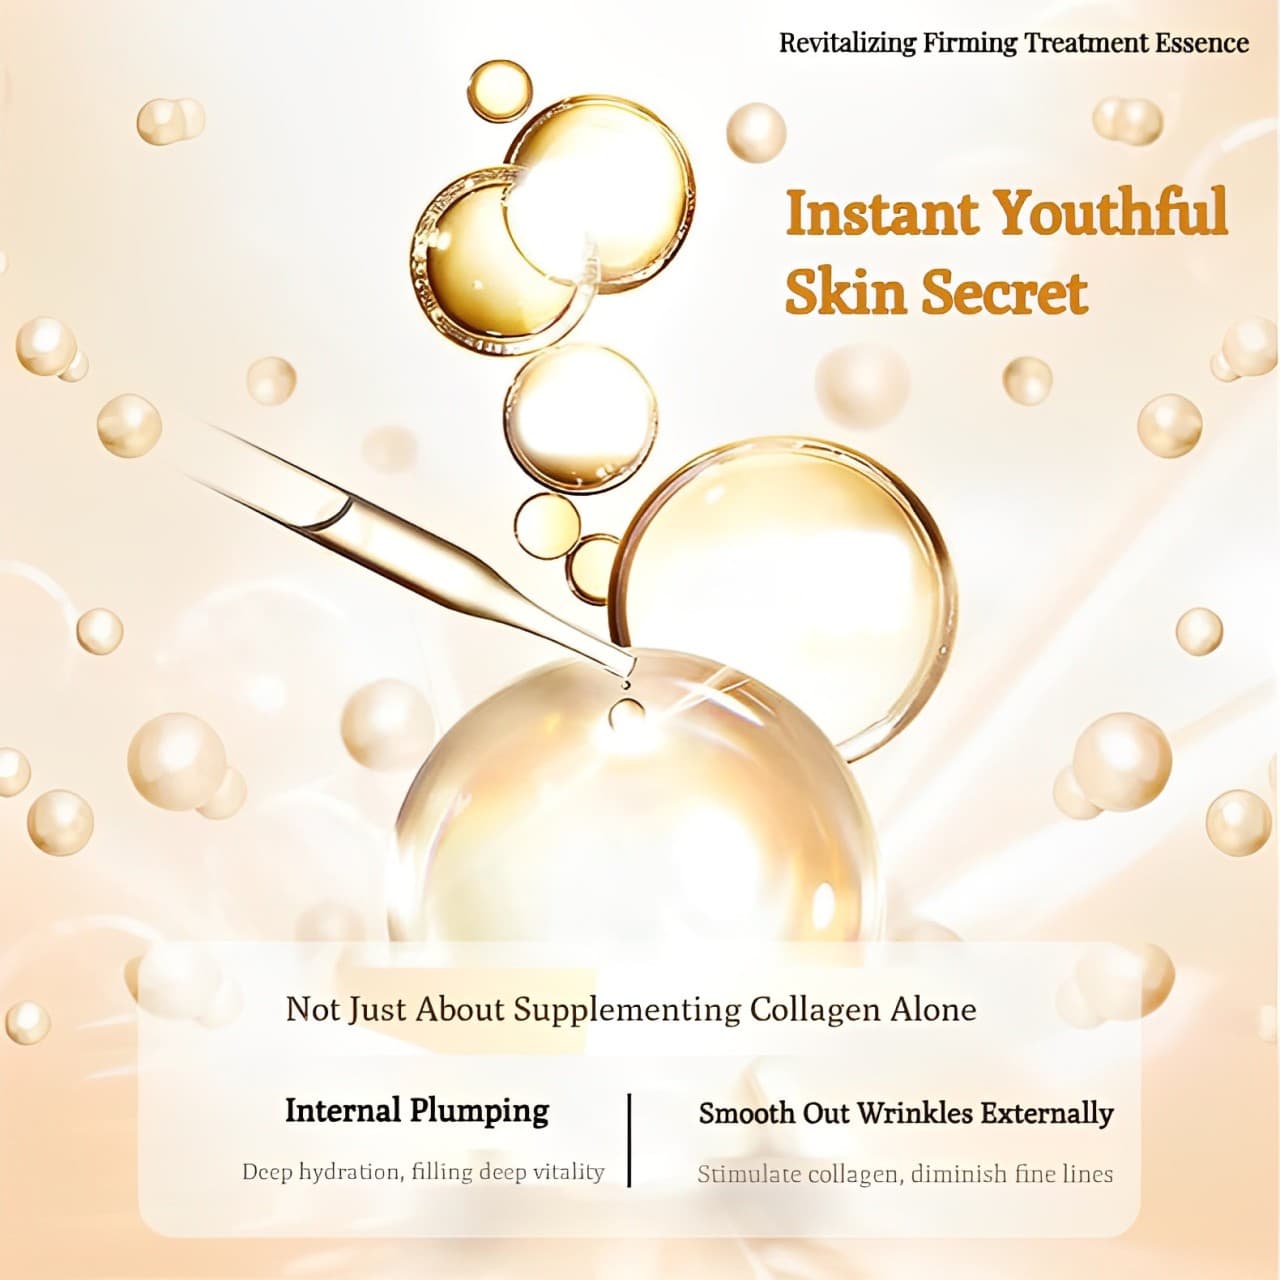 Revitalizing Firming Treatment Essence
Instant Youthful
Skin Secret
Not Just About Supplementing Collagen Alone
Internal Plumping
Smooth Out Wrinkles Externally
Deep hydration, filling deep vitality
Stimulate collagen, diminish fine lines